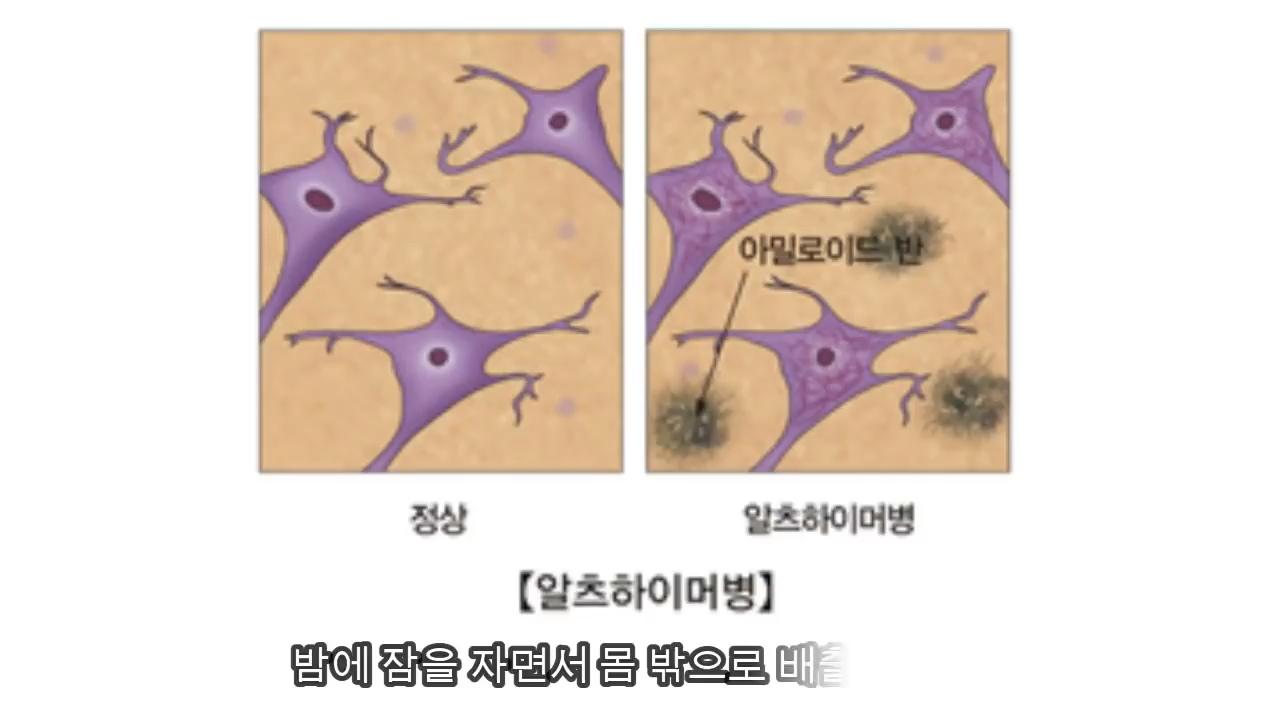 아밀로이드 반
정상
알츠하이머병
【알츠하이머병】
밤에 잠을 자면서 몸 밖으로